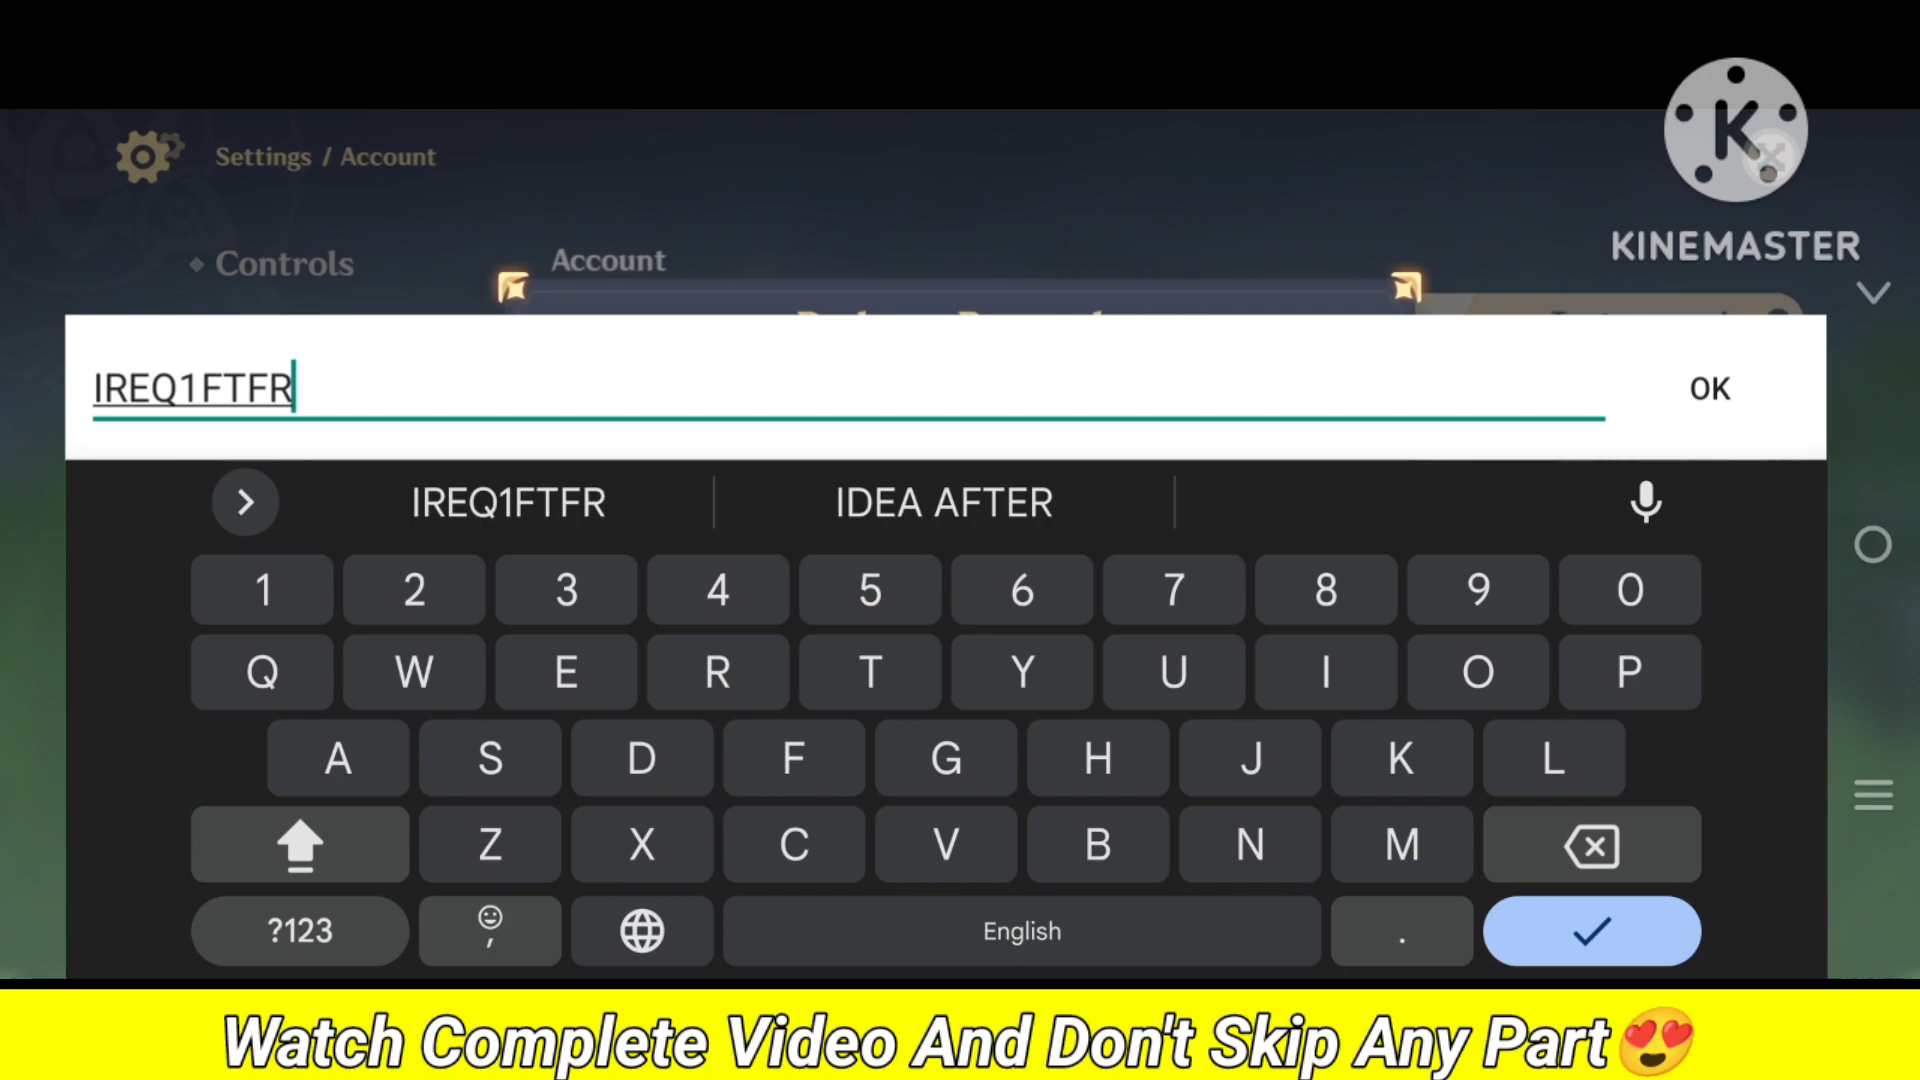 Settings / Account
K
KINEMASTER
Controls
Account
IREQ1FTFR
OK
IREQ1FTFR
IDEA AFTER
1 2 3 4 5 6 7 8 9 0
Q W E R T Y U I O P
A S D F G H J K L
Z X C V B N M
?123
,
English
.
Watch Complete Video And Don't Skip Any Part😍